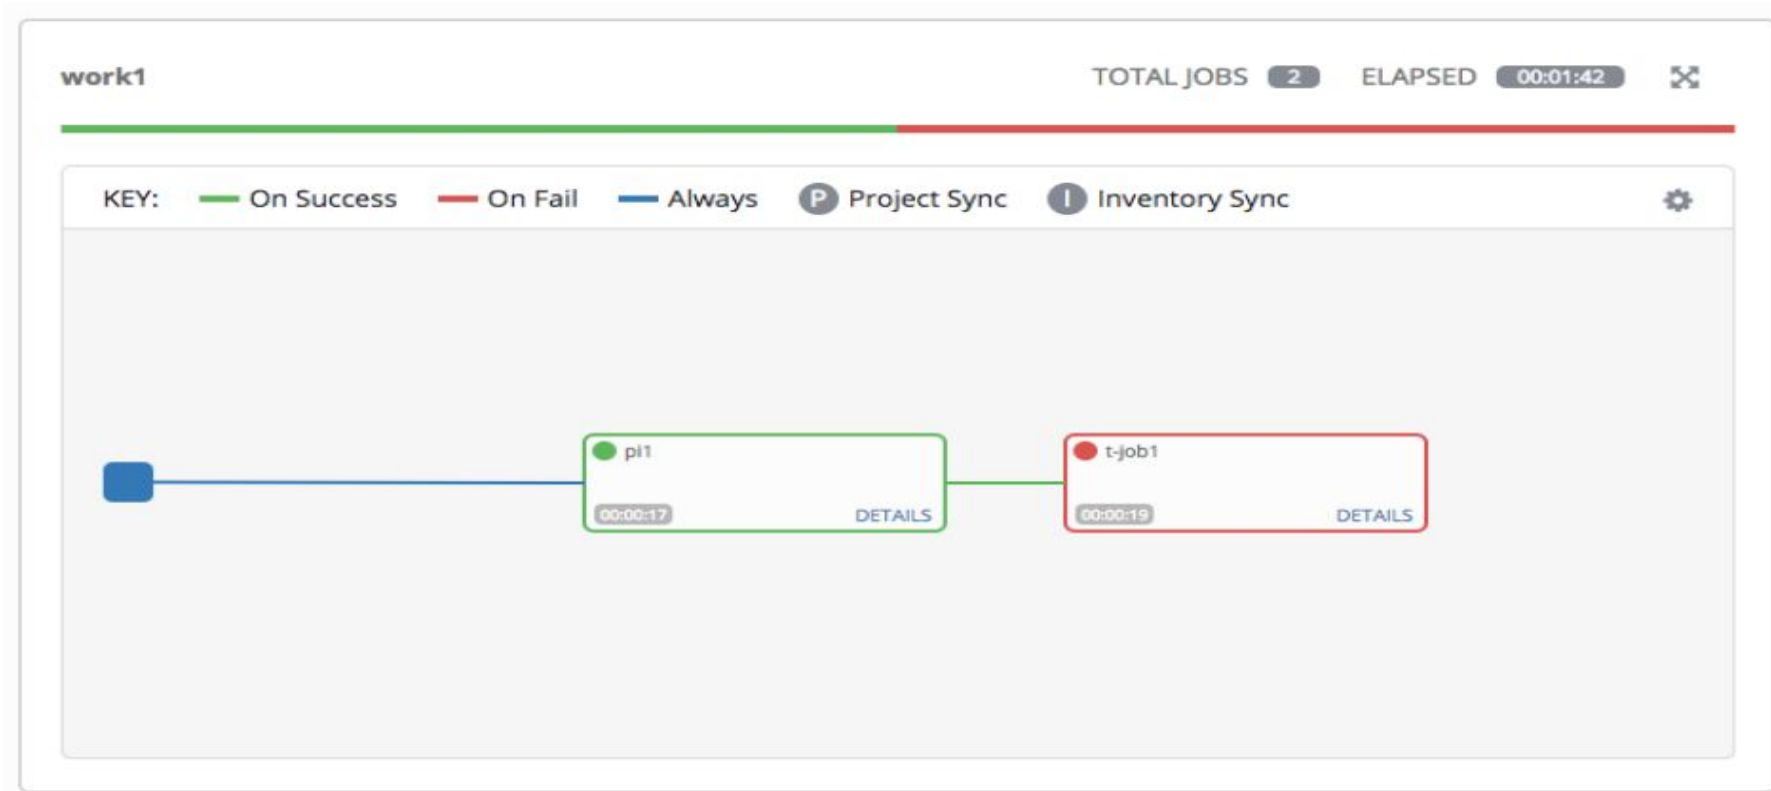 work1 TOTAL JOBS 2 ELAPSED 00:01:42
KEY: On Success On Fail Always P Project Sync I Inventory Sync
pi1
00:00:17 DETAILS
t-job1
00:00:19 DETAILS